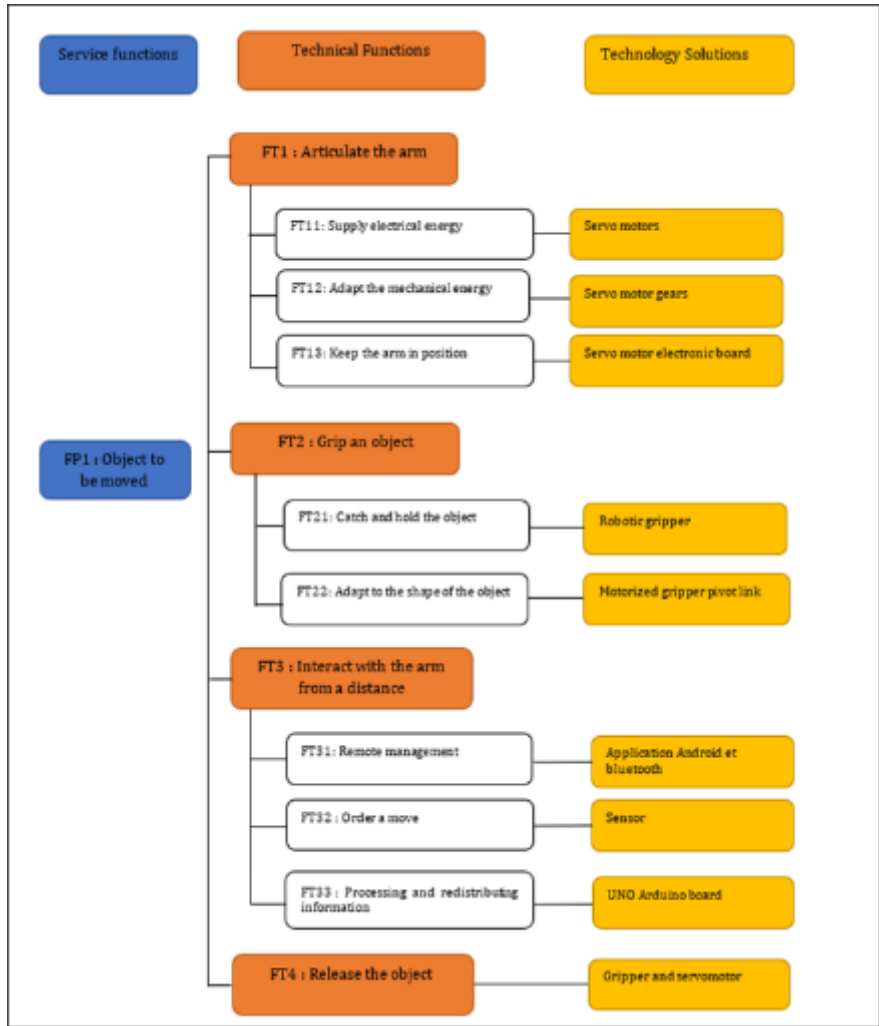 Service functions
Technical Functions
Technology Solutions
FT1 : Articulate the arm
FT11: Supply electrical energy
Servo motors
FT12: Adapt the mechanical energy
Servo motor gears
FT13: Keep the arm in position
Servo motor electronic board
FP1 : Object to
be moved
FT2 : Grip an object
FT21: Catch and hold the object
Robotic gripper
FT22: Adapt to the shape of the object
Motorized gripper pivot link
FT3 : Interact with the arm
from a distance
FT31: Remote management
Application Android et
bluetooth
FT32 : Order a move
Sensor
FT33 : Processing and redistributing
information
UNO Arduino board
FT4 : Release the object
Gripper and servomotor